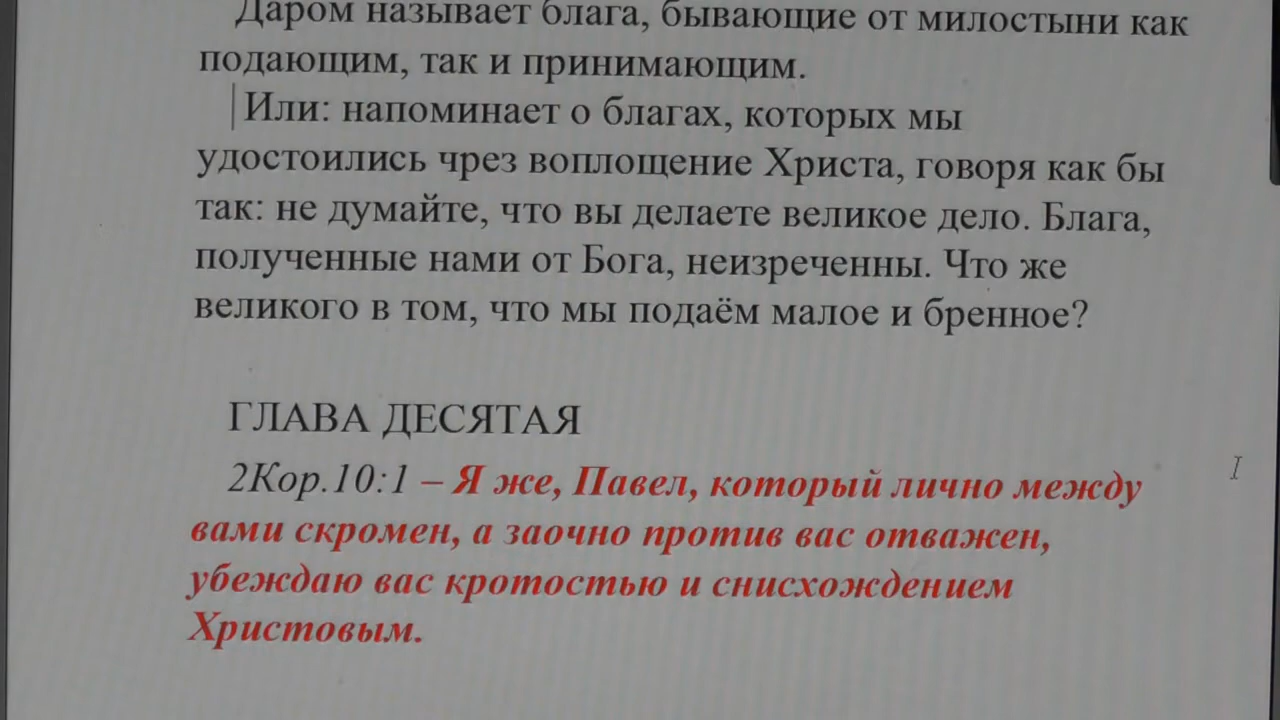 Даром называет блага, бывающие от милостыни как
подающим, так и принимающим.
Или: напоминает о благах, которых мы
удостоились чрез воплощение Христа, говоря как бы
так: не думайте, что вы делаете великое дело. Блага,
полученные нами от Бога, неизреченны. Что же
великого в том, что мы подаём малое и бренное?
ГЛАВА ДЕСЯТАЯ
2Кор.10:1 – Я же, Павел, который лично между
вами скромен, а заочно против вас отважен,
убеждаю вас кротостью и снисхождением
Христовым.